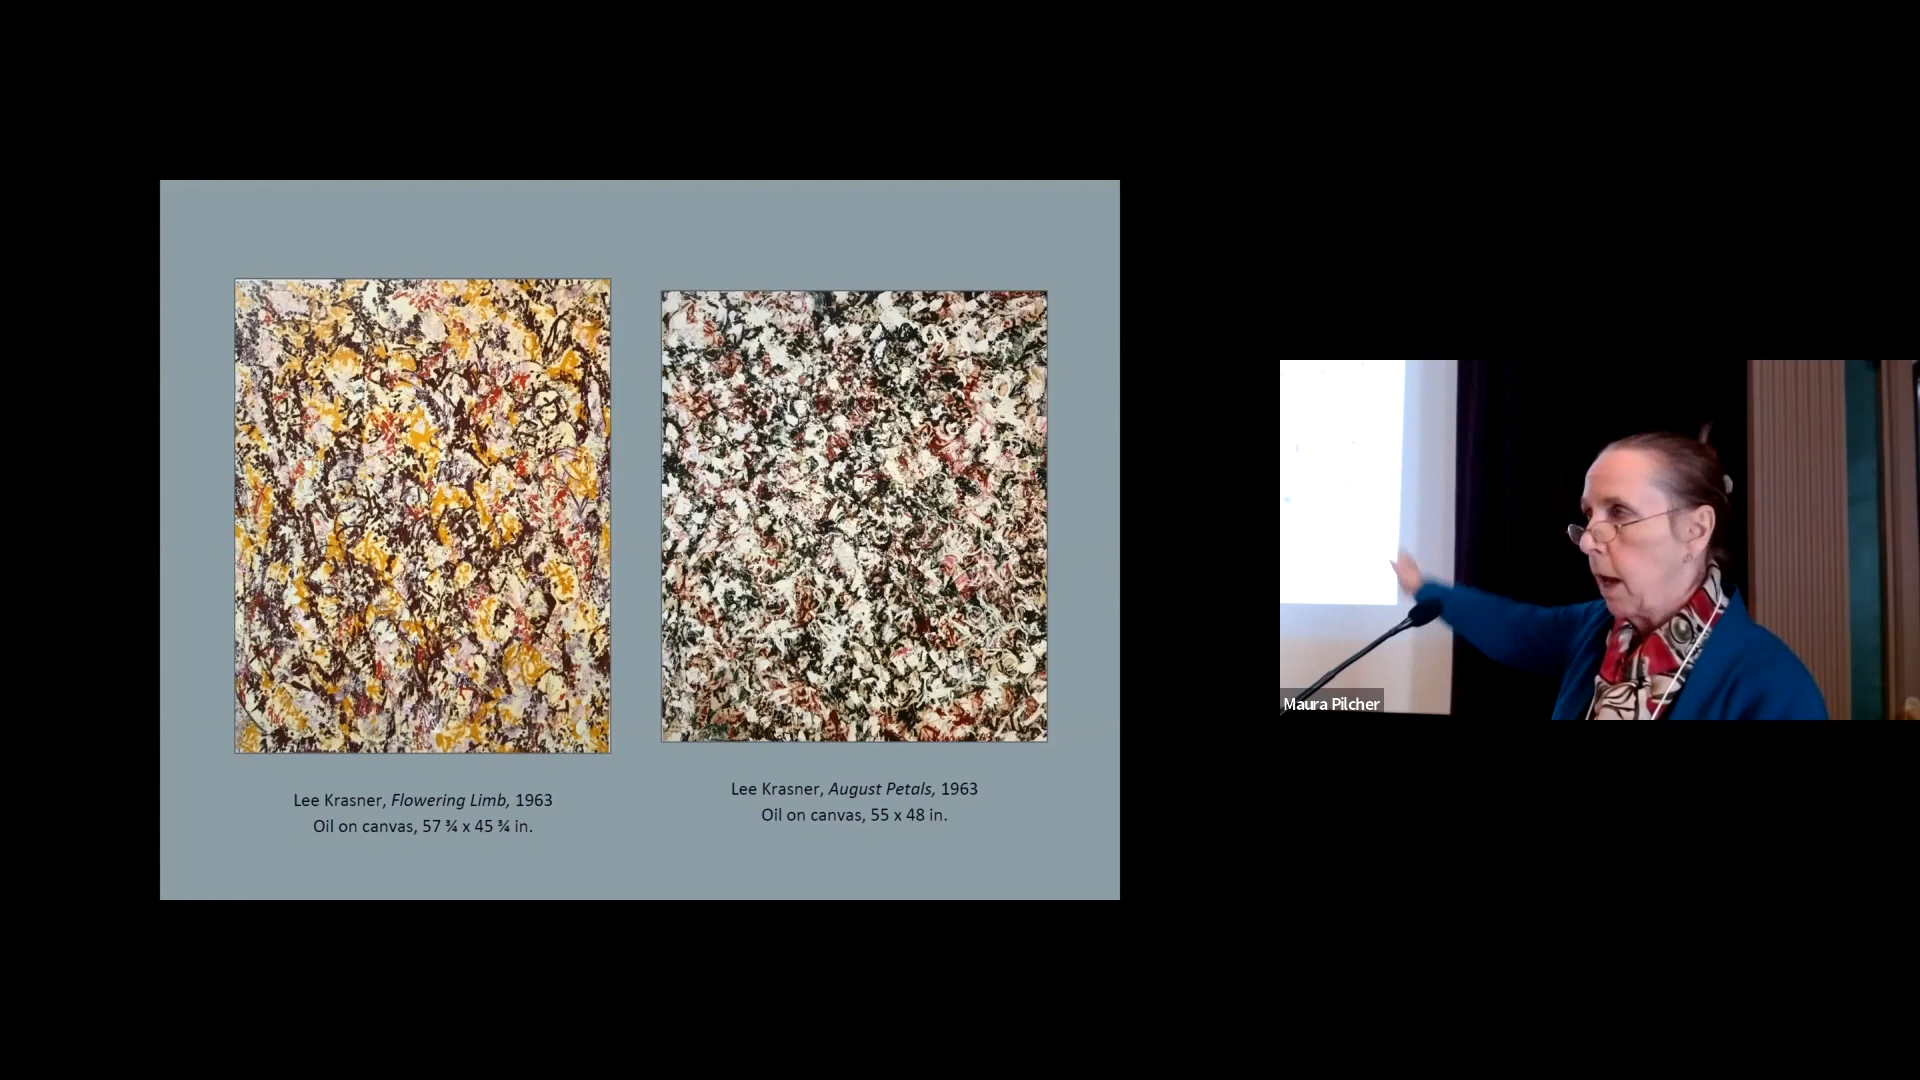 Lee Krasner, Flowering Limb, 1963
Oil on canvas, 57 ¾ x 45 ¾ in.
Lee Krasner, August Petals, 1963
Oil on canvas, 55 x 48 in.
Maura Pilcher